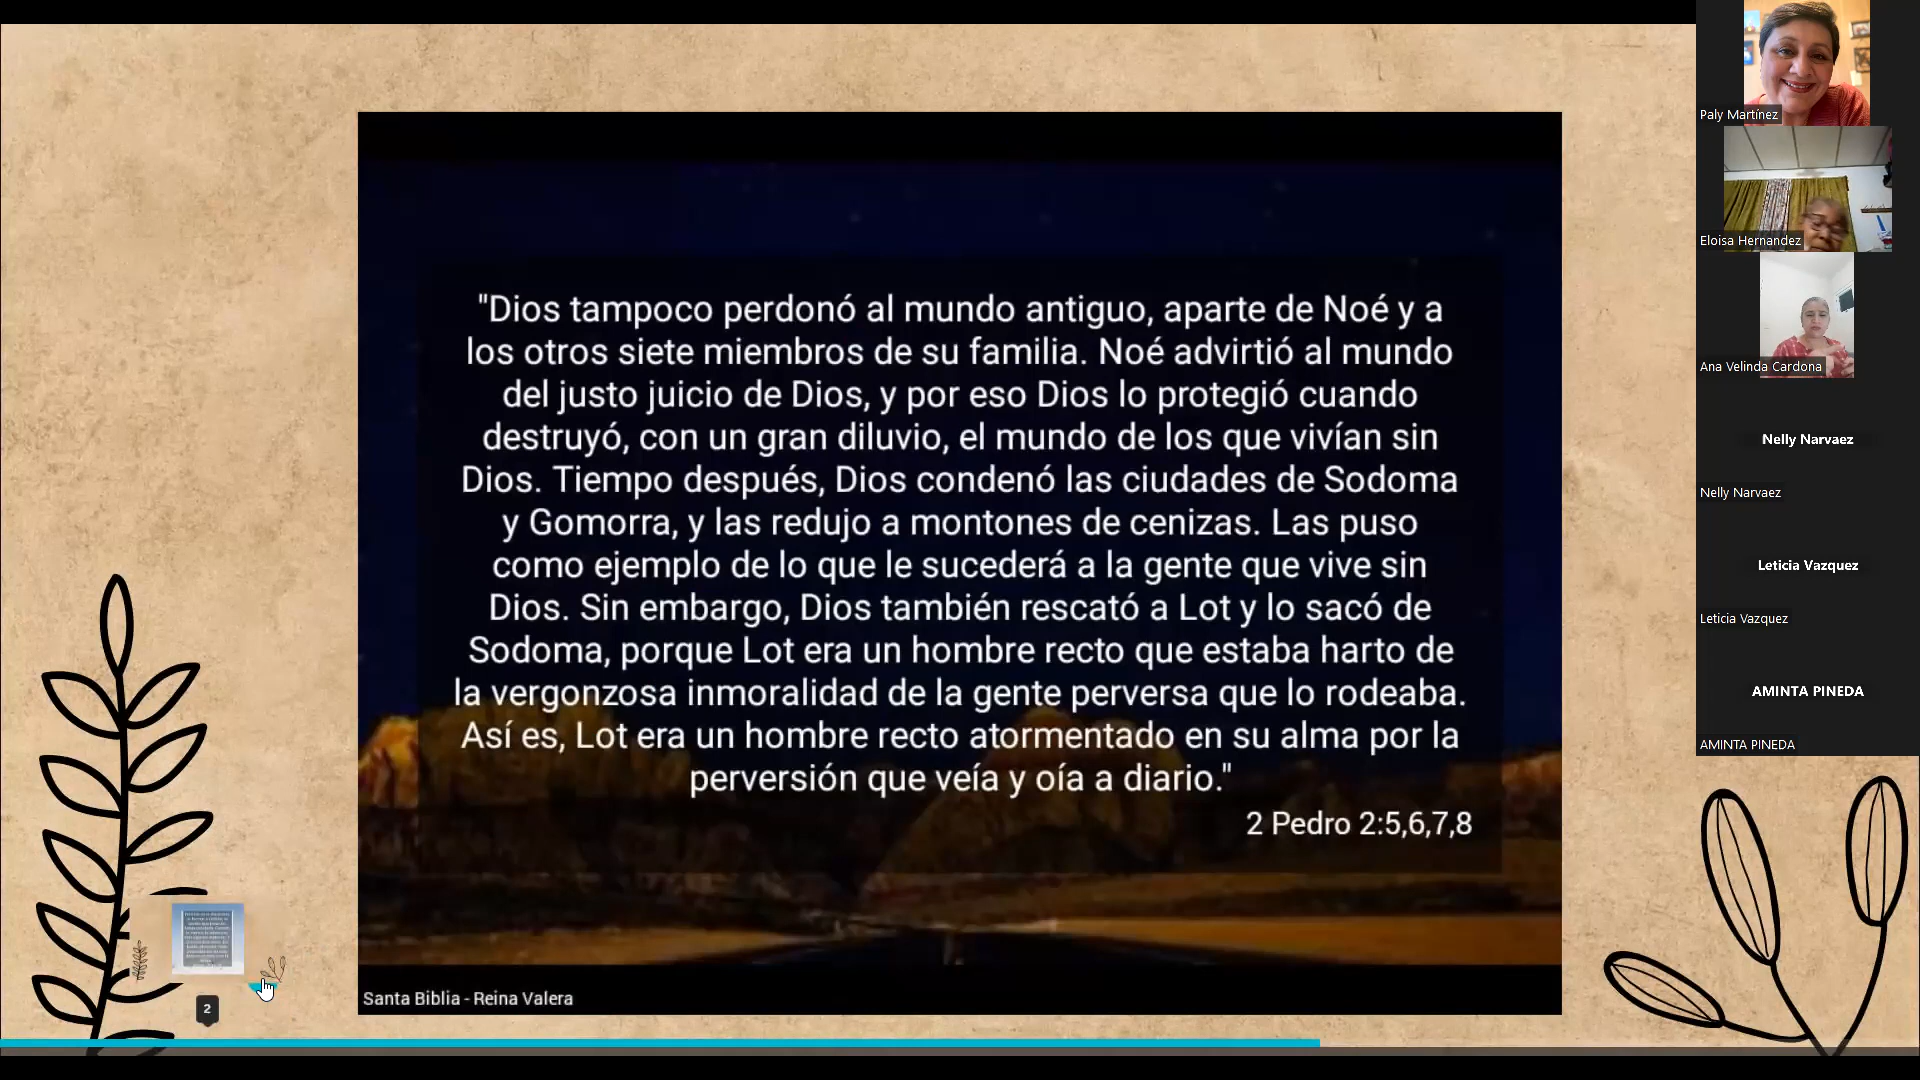 "Dios tampoco perdonó al mundo antiguo, aparte de Noé y a
los otros siete miembros de su familia. Noé advirtió al mundo
del justo juicio de Dios, y por eso Dios lo protegió cuando
destruyó, con un gran diluvio, el mundo de los que vivían sin
Dios. Tiempo después, Dios condenó las ciudades de Sodoma
y Gomorra, y las redujo a montones de cenizas. Las puso
como ejemplo de lo que le sucederá a la gente que vive sin
Dios. Sin embargo, Dios también rescató a Lot y lo sacó de
Sodoma, porque Lot era un hombre recto que estaba harto de
la vergonzosa inmoralidad de la gente perversa que lo rodeaba.
Así es, Lot era un hombre recto atormentado en su alma por la
perversión que veía y oía a diario."
2 Pedro 2:5,6,7,8
Santa Biblia - Reina Valera
2
Paly Martínez
Eloisa Hernandez
Ana Velinda Cardona
Nelly Narvaez
Nelly Narvaez
Leticia Vazquez
Leticia Vazquez
AMINTA PINEDA
AMINTA PINEDA